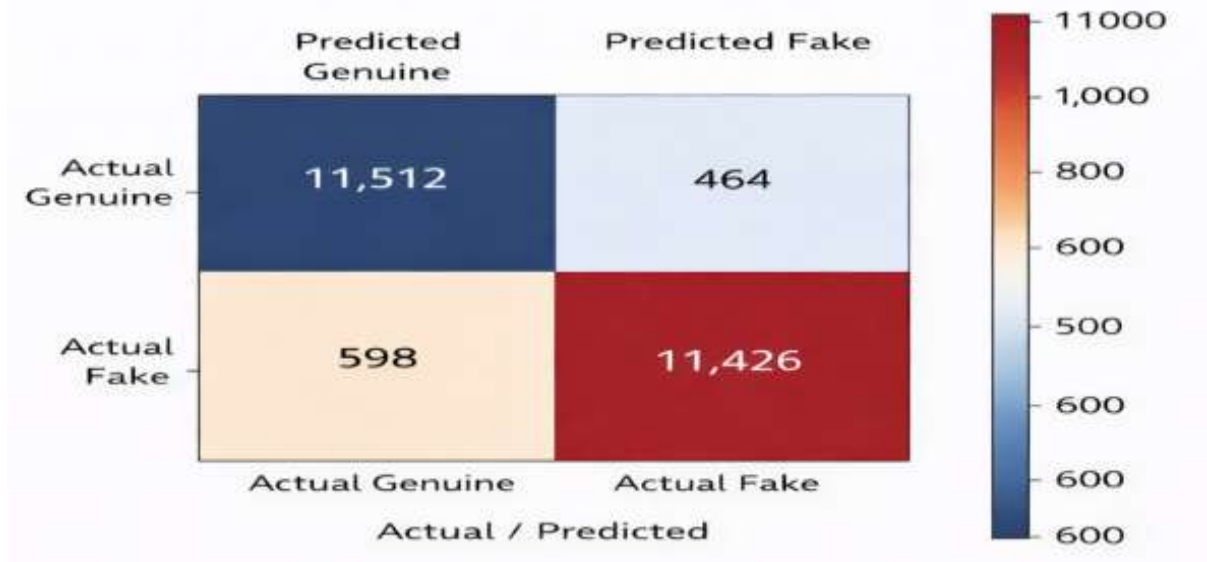 Predicted
Genuine
Predicted Fake
Actual
Genuine
11,512
464
Actual
Fake
598
11,426
Actual Genuine
Actual Fake
Actual / Predicted
11000
1,000
800
600
500
600
600
600